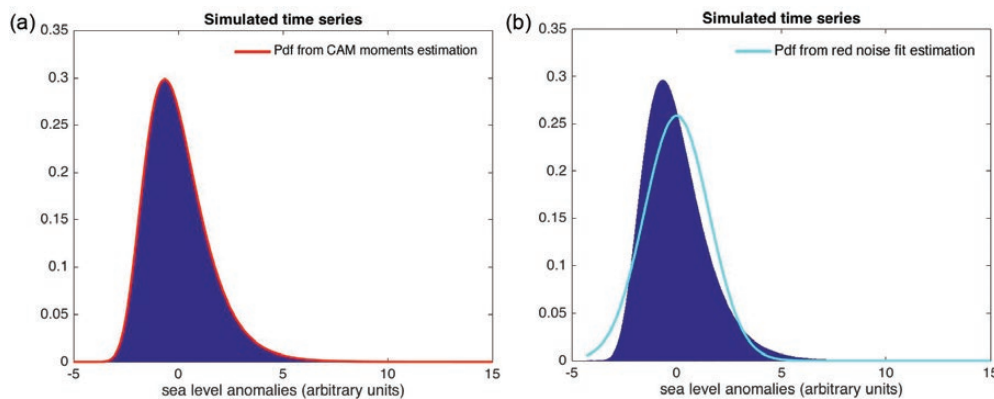 (a)
Simulated time series
Pdf from CAM moments estimation
0.35
0.3
0.25
0.2
0.15
0.1
0.05
0
-5 0 5 10 15
sea level anomalies (arbitrary units)
(b)
Simulated time series
Pdf from red noise fit estimation
0.35
0.3
0.25
0.2
0.15
0.1
0.05
0
-5 0 5 10 15
sea level anomalies (arbitrary units)